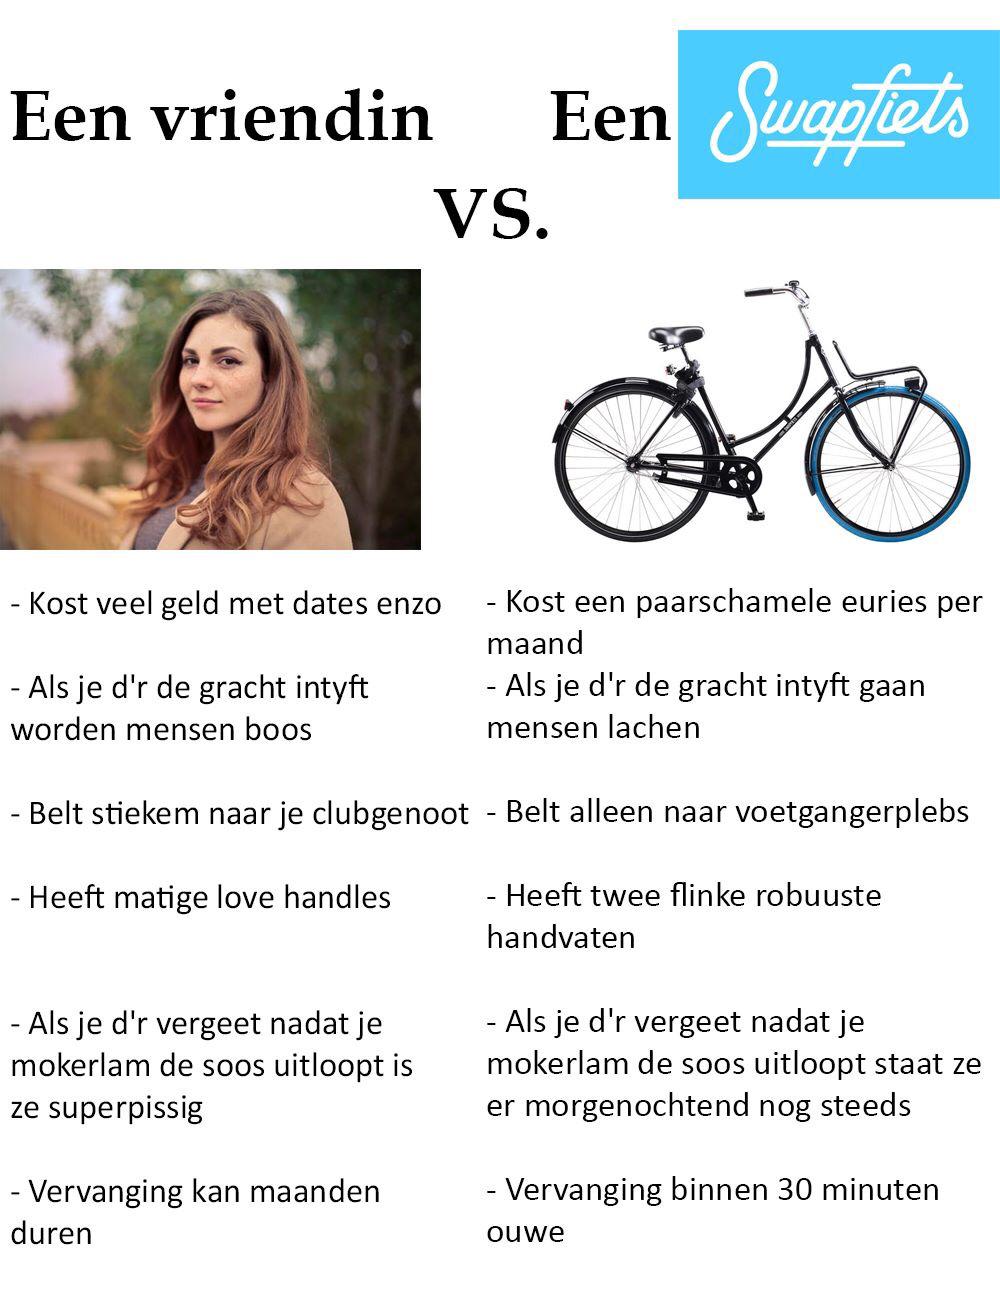 Een vriendin
Een Swapfiets
vs.
- Kost veel geld met dates enzo
- Als je d'r de gracht intyft
worden mensen boos
- Belt stiekem naar je clubgenoot
- Heeft matige love handles
- Als je d'r vergeet nadat je
mokerlam de soos uitloopt is
ze superpissig
- Vervanging kan maanden
duren
- Kost een paarschamele euries per
maand
- Als je d'r de gracht intyft gaan
mensen lachen
- Belt alleen naar voetgangerplebs
- Heeft twee flinke robuuste
handvaten
- Als je d'r vergeet nadat je
mokerlam de soos uitloopt staat ze
er morgenochtend nog steeds
- Vervanging binnen 30 minuten
ouwe